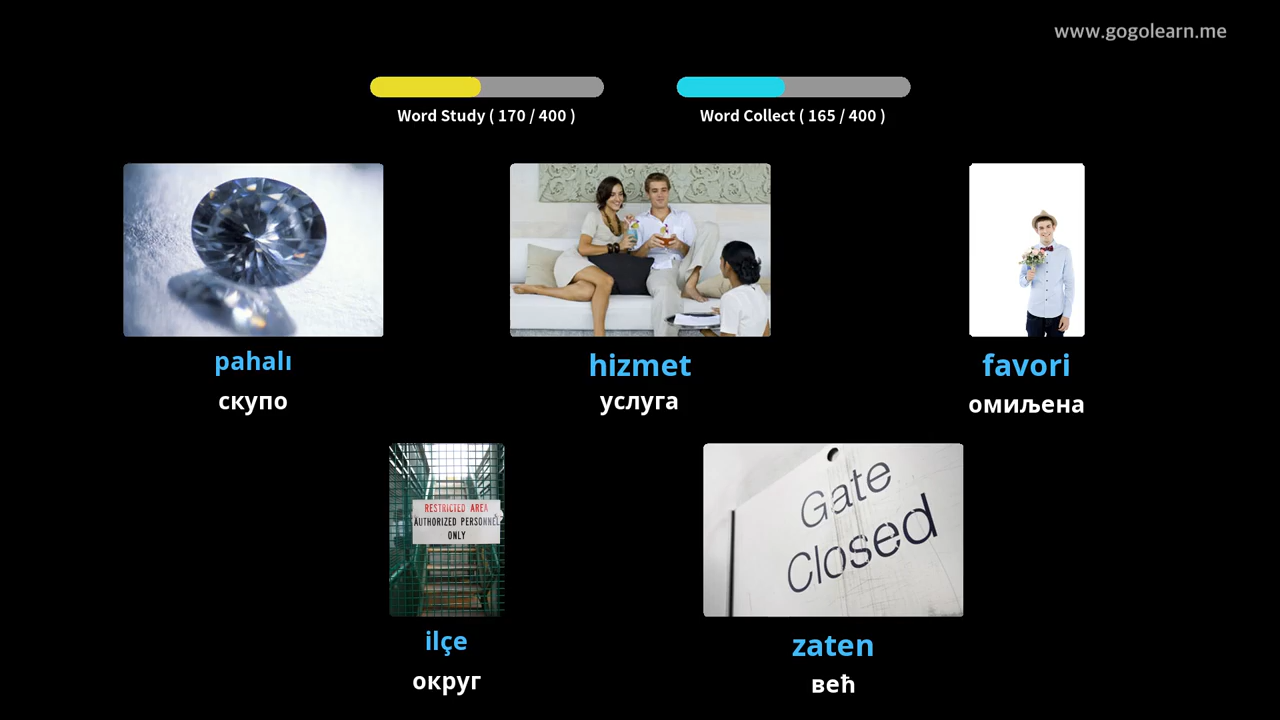 www.gogolearn.me
Word Study ( 170 / 400 )
Word Collect ( 165 / 400 )
pahalı
скупо
hizmet
услуга
favori
омиљена
RESTRICTED AREA
AUTHORIZED PERSONNEL
ONLY
ilçe
округ
Gate
Closed
zaten
већ